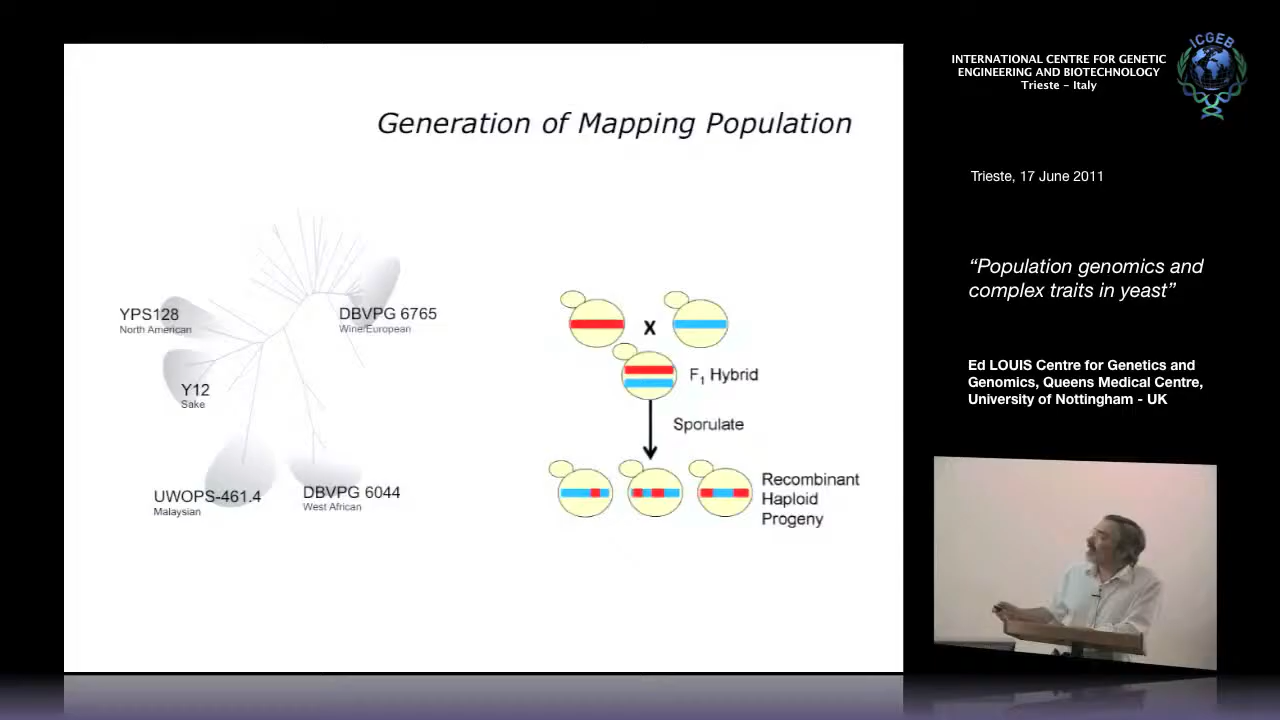 Generation of Mapping Population
YPS128
North American
DBVPG 6765
Wine/European
Y12
Sake
UWOPS-461.4
Malaysian
DBVPG 6044
West African
X
F1 Hybrid
Sporulate
Recombinant
Haploid
Progeny
INTERNATIONAL CENTRE FOR GENETIC
ENGINEERING AND BIOTECHNOLOGY
Trieste - Italy
ICGEB
Trieste, 17 June 2011
“Population genomics and
complex traits in yeast”
Ed LOUIS Centre for Genetics and
Genomics, Queens Medical Centre,
University of Nottingham - UK